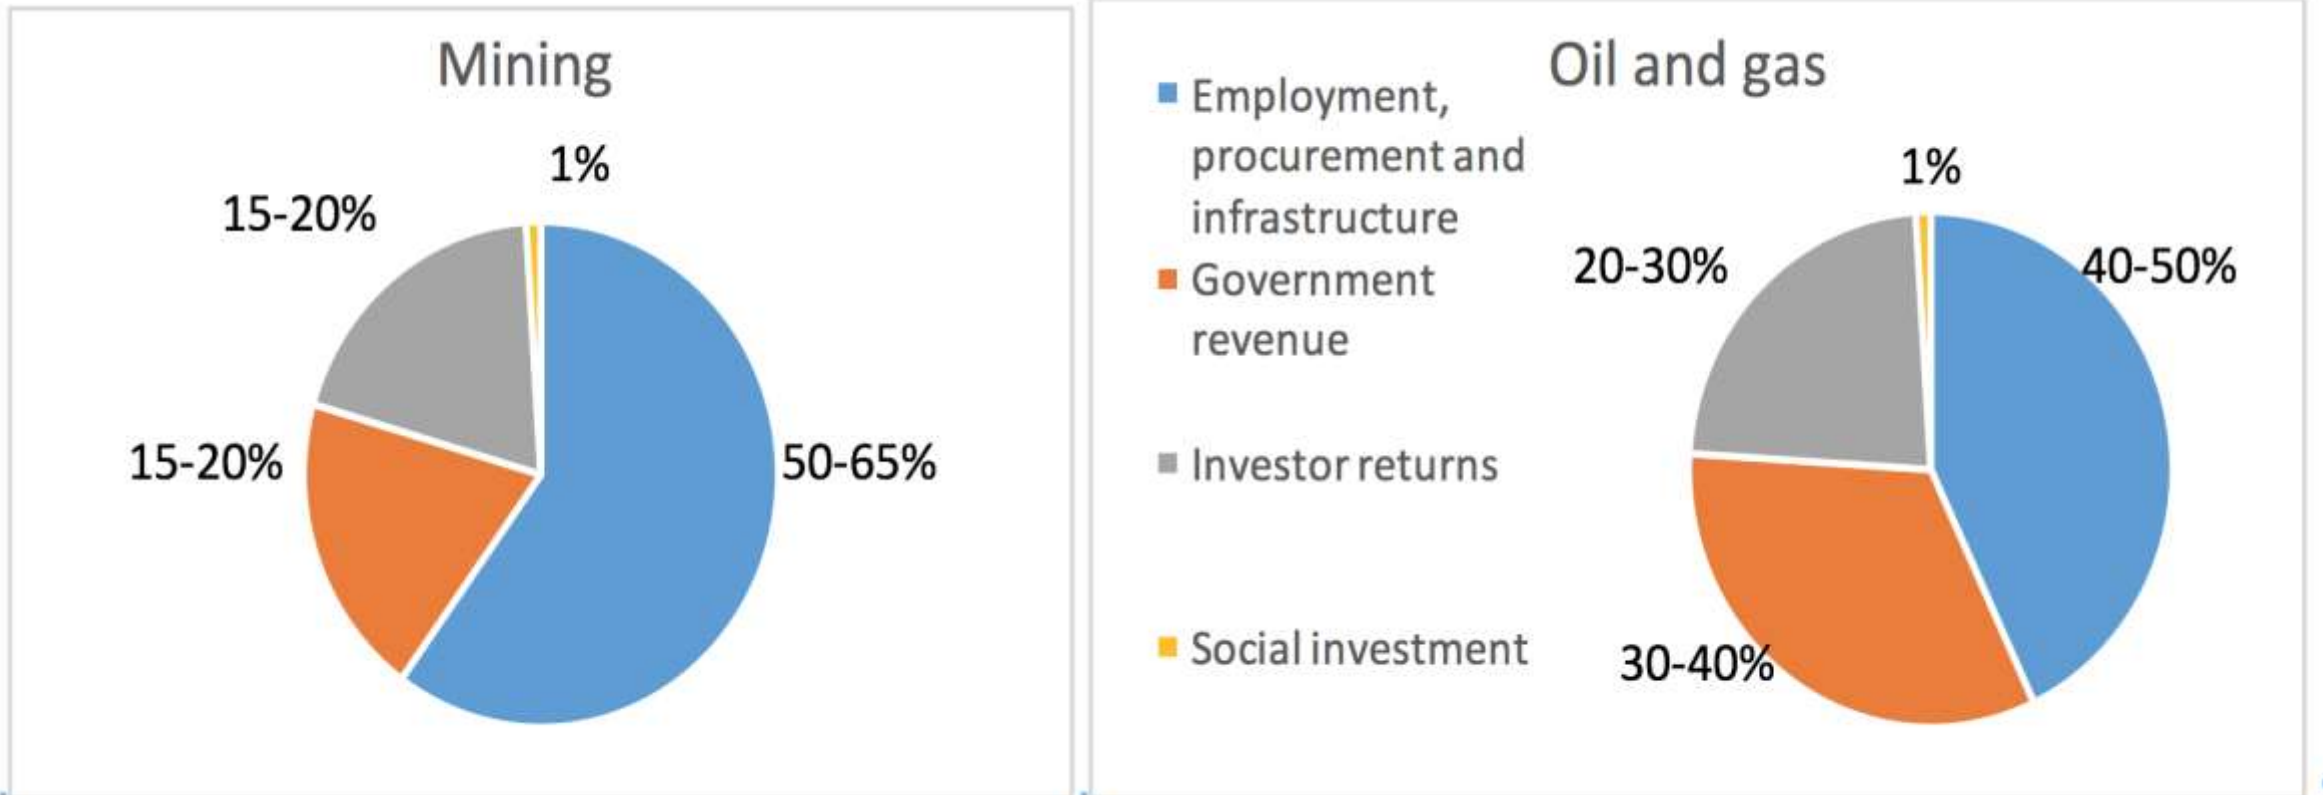 Mining
1%
15-20%
15-20%
50-65%
Employment,
procurement and
infrastructure
Government
revenue
Investor returns
Social investment
Oil and gas
1%
20-30%
40-50%
30-40%